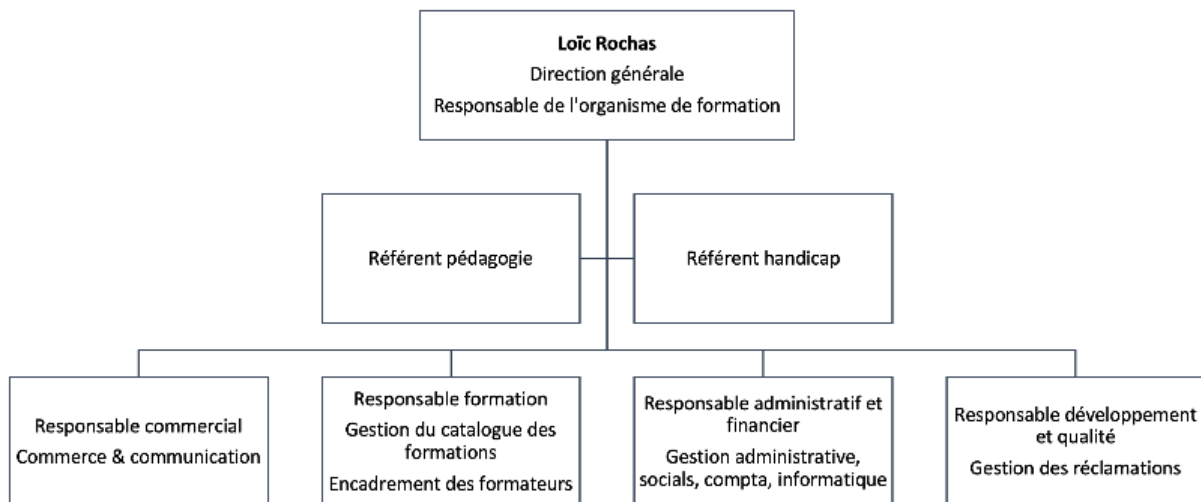 Loïc Rochas
Direction générale
Responsable de l'organisme de formation
Référent pédagogie
Référent handicap
Responsable commercial
Commerce & communication
Responsable formation
Gestion du catalogue des
formations
Encadrement des formateurs
Responsable administratif et
financier
Gestion administrative,
socials, compta, informatique
Responsable développement
et qualité
Gestion des réclamations